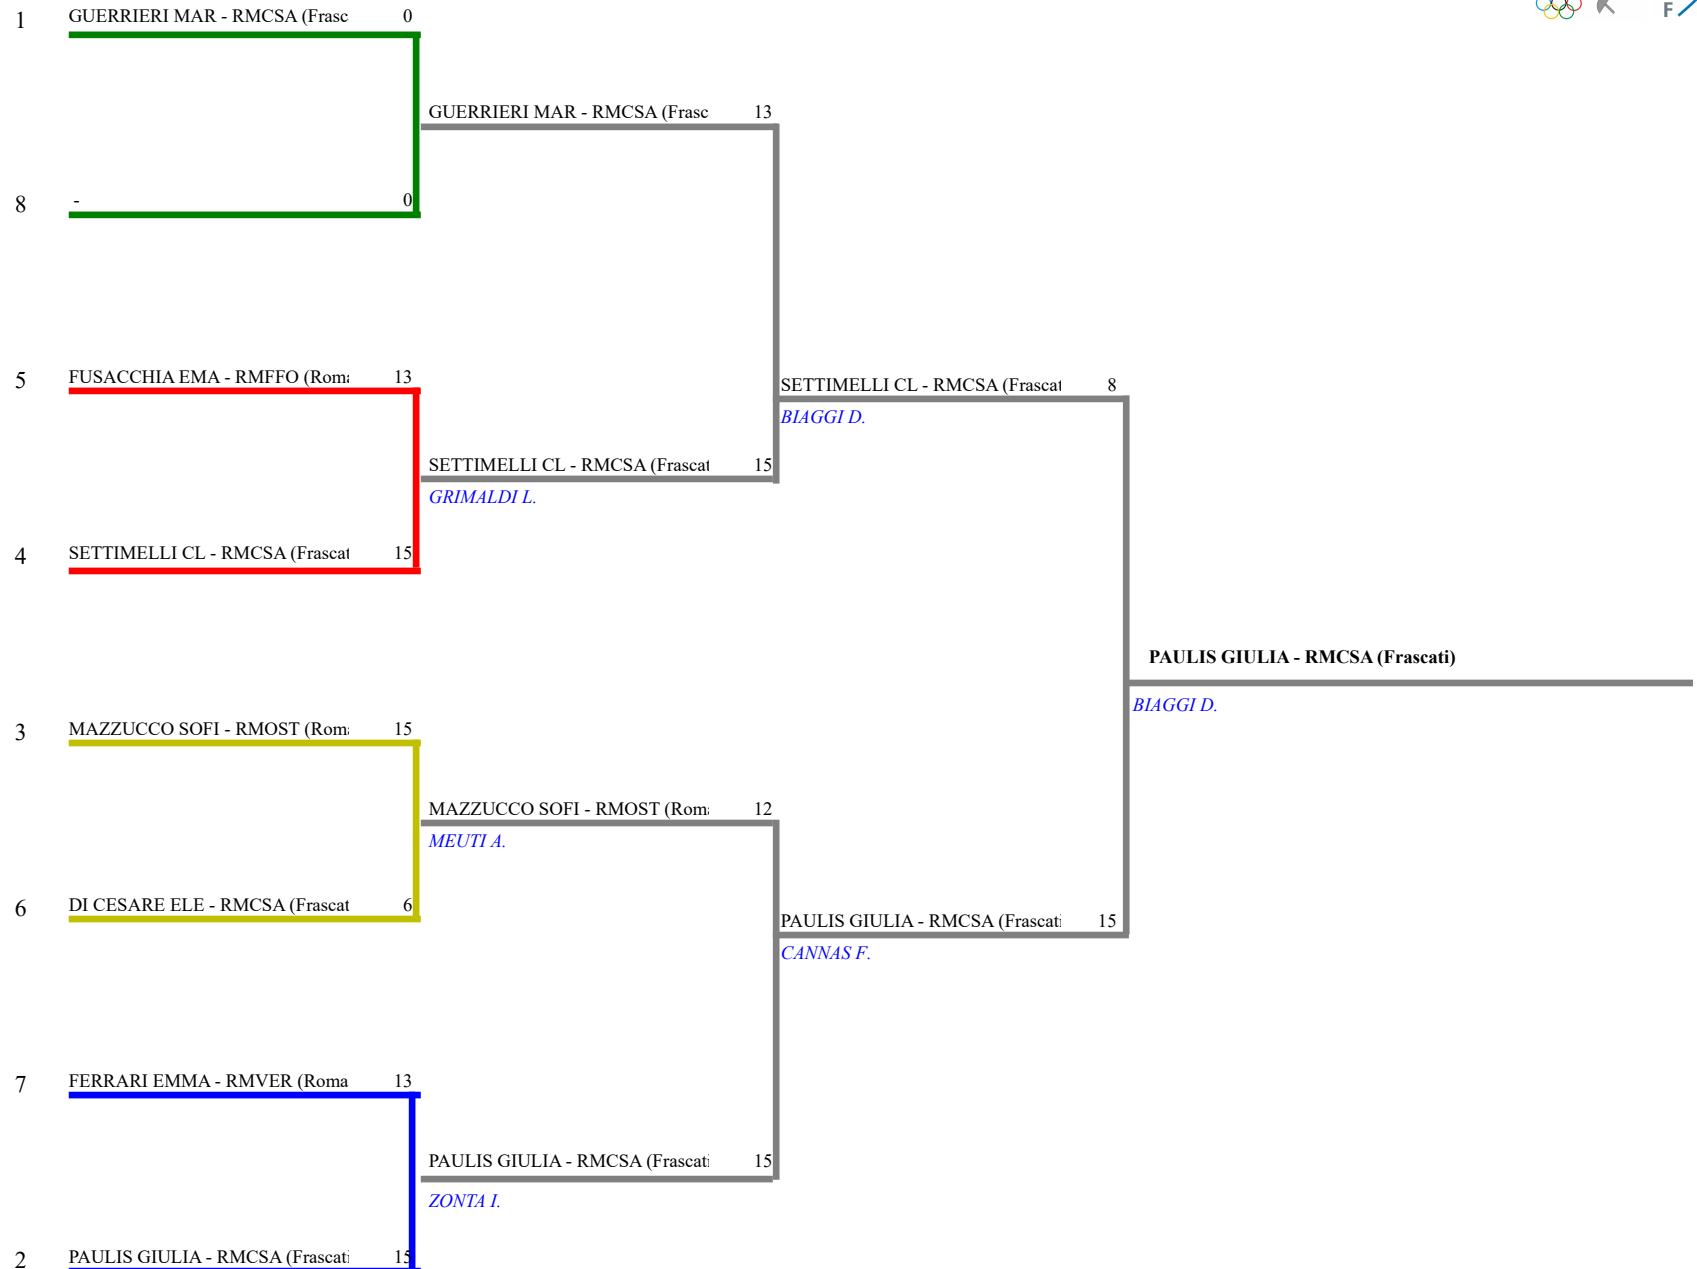 1 GUERRIERI MAR - RMCSA (Frasc 0
F
GUERRIERI MAR - RMCSA (Frasc 13
8 - 0
5 FUSACCHIA EMA - RMFFO (Roma 13
SETTIMELLI CL - RMCSA (Frascat 8
BIAGGI D.
SETTIMELLI CL - RMCSA (Frascat 15
GRIMALDI L.
4 SETTIMELLI CL - RMCSA (Frascat 15
PAULIS GIULIA - RMCSA (Frascati)
BIAGGI D.
3 MAZZUCCO SOFI - RMOST (Rom 15
MAZZUCCO SOFI - RMOST (Rom 12
MEUTI A.
6 DI CESARE ELE - RMCSA (Frascat 6
PAULIS GIULIA - RMCSA (Frascati 15
CANNAS F.
7 FERRARI EMMA - RMVER (Roma 13
PAULIS GIULIA - RMCSA (Frascati 15
ZONTA I.
2 PAULIS GIULIA - RMCSA (Frascati 15